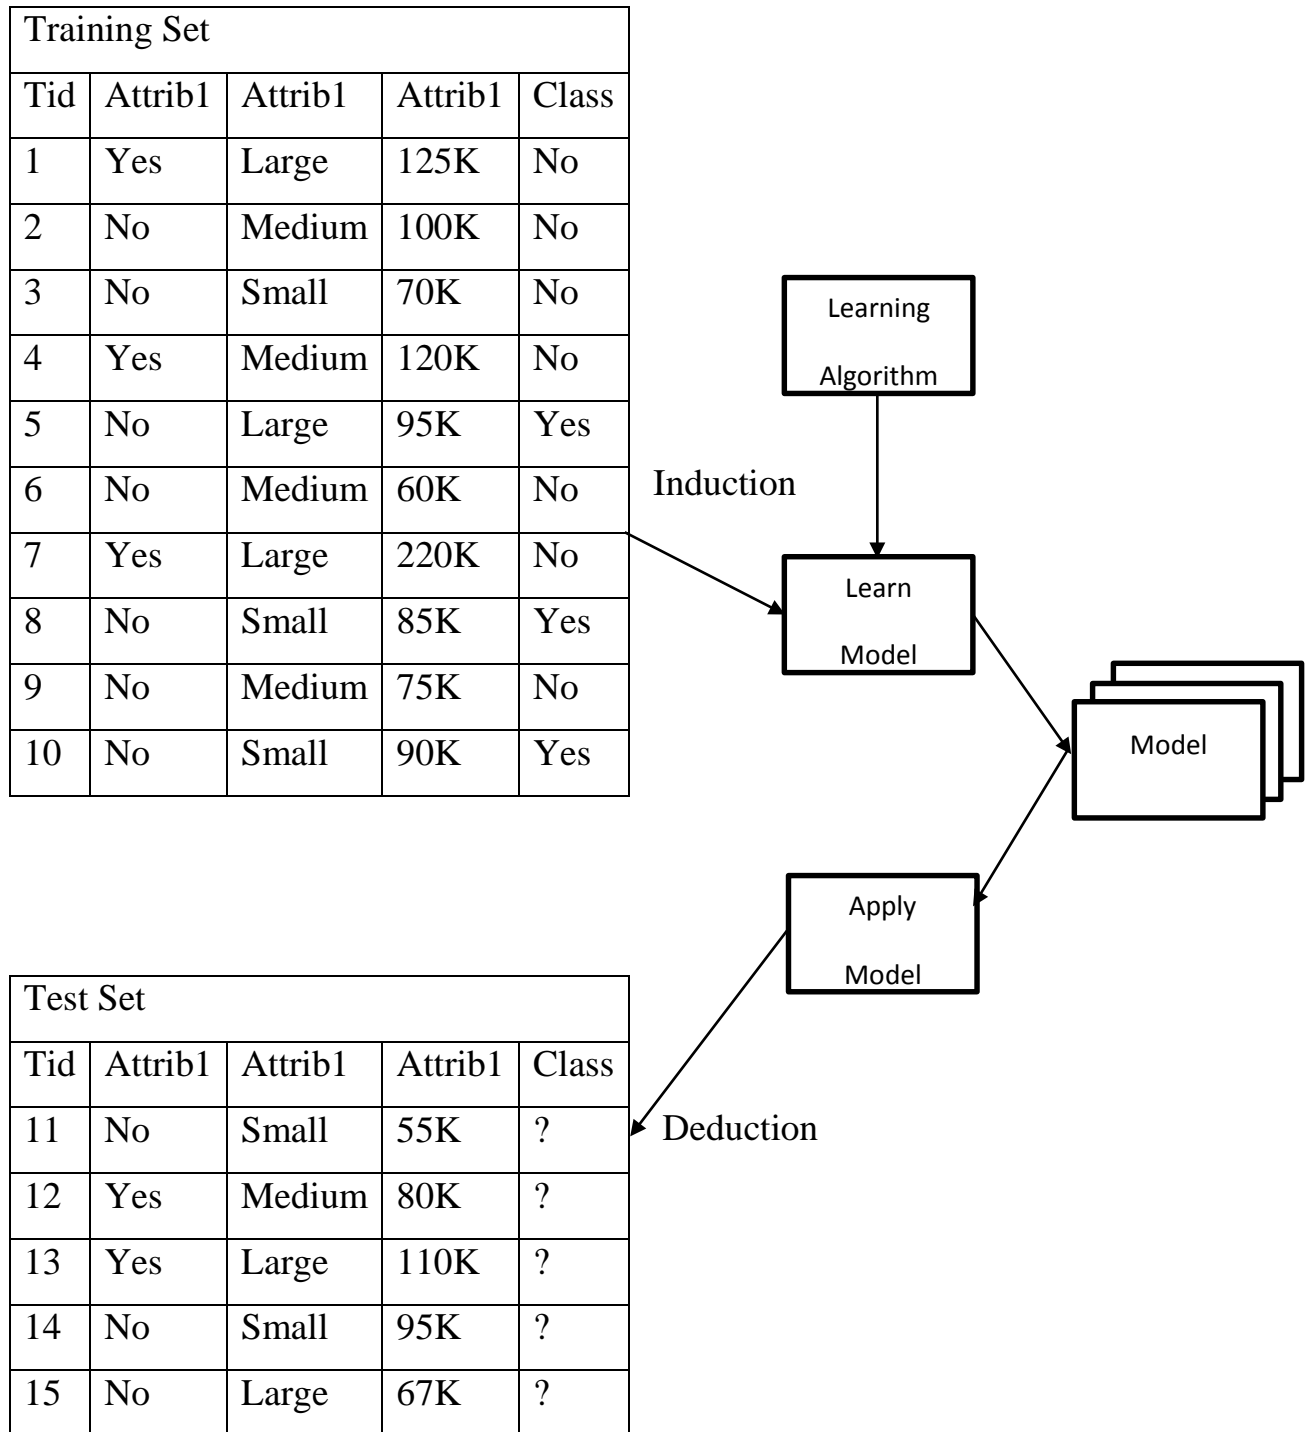 Training Set
Tid Attrib1 Attrib1 Attrib1 Class
1 Yes Large 125K No
2 No Medium 100K No
3 No Small 70K No
4 Yes Medium 120K No
5 No Large 95K Yes
6 No Medium 60K No
7 Yes Large 220K No
8 No Small 85K Yes
9 No Medium 75K No
10 No Small 90K Yes
Learning
Algorithm
Induction
Learn
Model
Model
Apply
Model
Test Set
Tid Attrib1 Attrib1 Attrib1 Class
11 No Small 55K ?
12 Yes Medium 80K ?
13 Yes Large 110K ?
14 No Small 95K ?
15 No Large 67K ?
Deduction